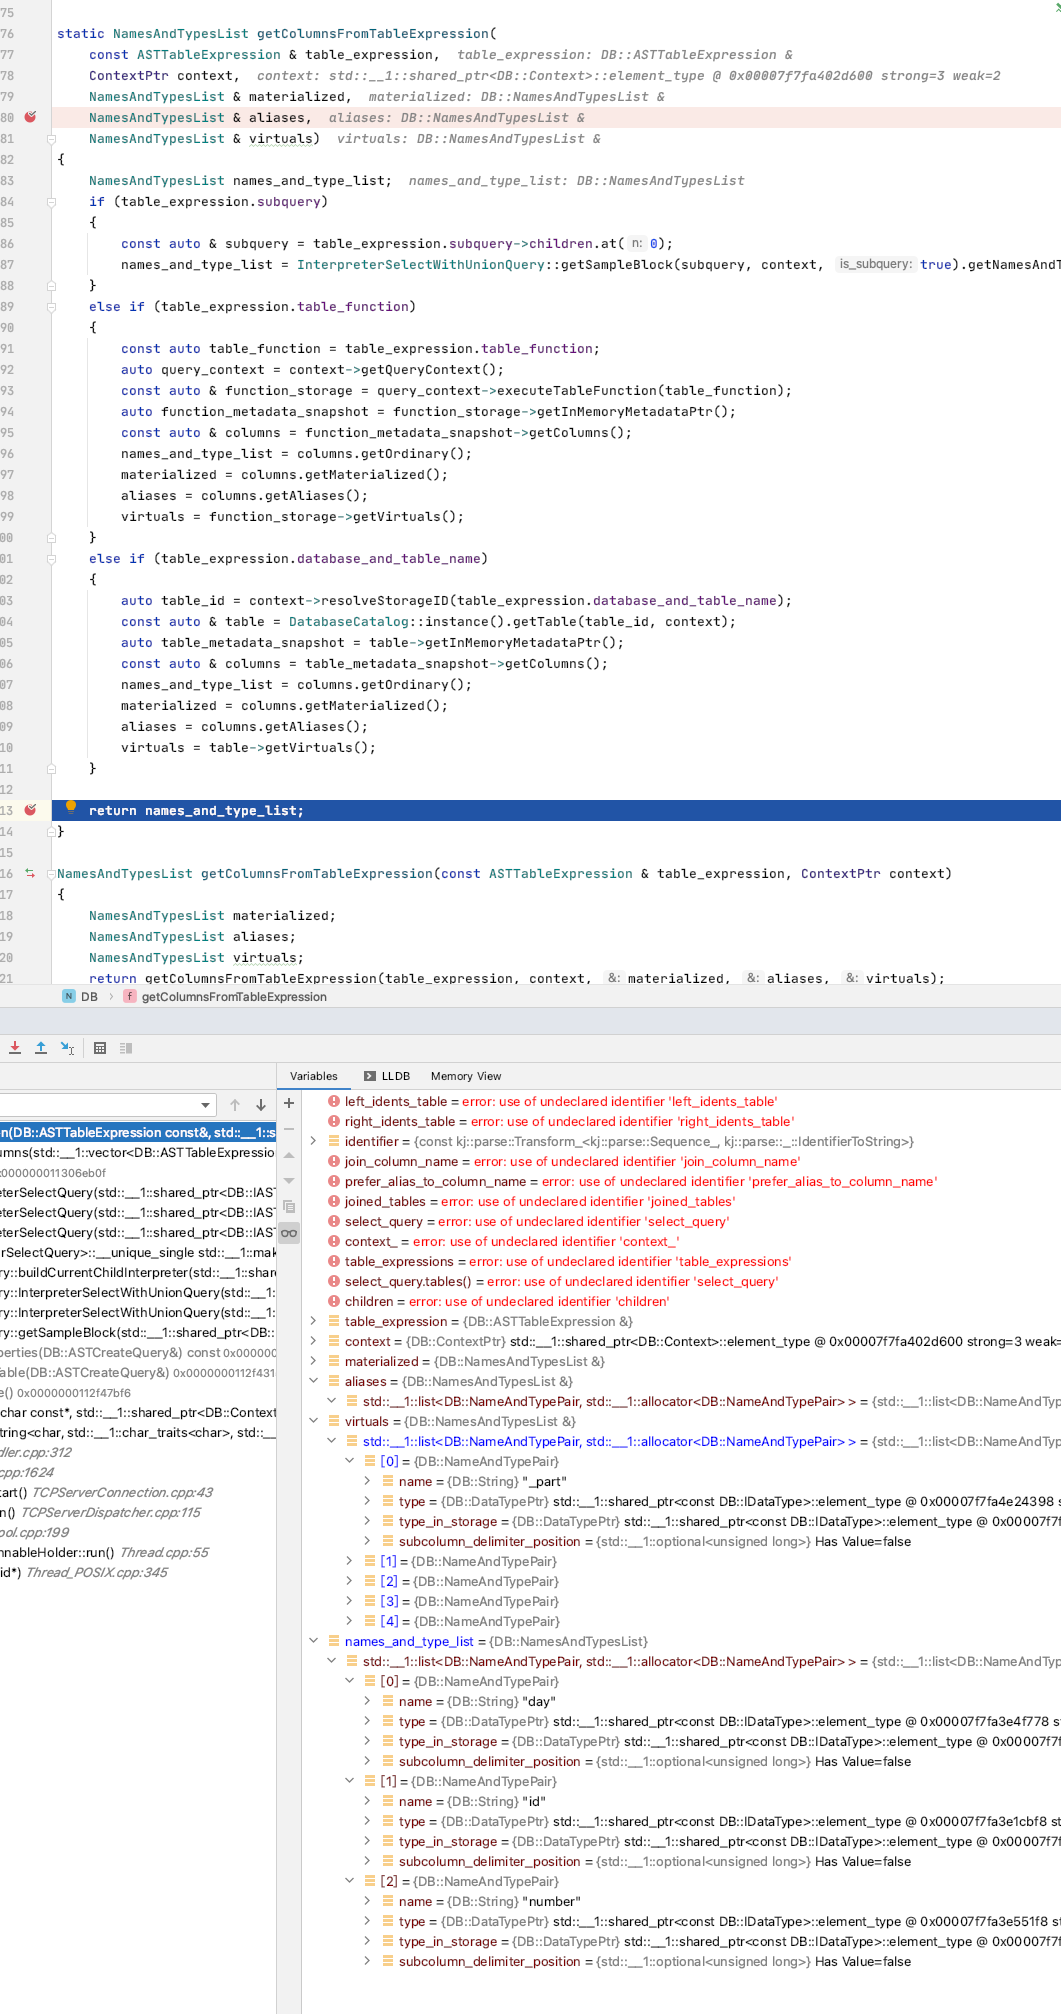 75
76 static NamesAndTypesList getColumnsFromTableExpression(
77 const ASTTableExpression & table_expression, table_expression: DB::ASTTableExpression &
78 ContextPtr context, context: std::__1::shared_ptr<DB::Context>::element_type @ 0x00007f7fa402d600 strong=3 weak=2
79 NamesAndTypesList & materialized, materialized: DB::NamesAndTypesList &
80 NamesAndTypesList & aliases, aliases: DB::NamesAndTypesList &
81 NamesAndTypesList & virtuals) virtuals: DB::NamesAndTypesList &
82 {
83 NamesAndTypesList names_and_type_list; names_and_type_list: DB::NamesAndTypesList
84 if (table_expression.subquery)
85 {
86 const auto & subquery = table_expression.subquery->children.at( n: 0);
87 names_and_type_list = InterpreterSelectWithUnionQuery::getSampleBlock(subquery, context, is_subquery: true).getNamesAndT
88 }
89 else if (table_expression.table_function)
90 {
91 const auto table_function = table_expression.table_function;
92 auto query_context = context->getQueryContext();
93 const auto & function_storage = query_context->executeTableFunction(table_function);
94 auto function_metadata_snapshot = function_storage->getInMemoryMetadataPtr();
95 const auto & columns = function_metadata_snapshot->getColumns();
96 names_and_type_list = columns.getOrdinary();
97 materialized = columns.getMaterialized();
98 aliases = columns.getAliases();
99 virtuals = function_storage->getVirtuals();
00 }
01 else if (table_expression.database_and_table_name)
02 {
03 auto table_id = context->resolveStorageID(table_expression.database_and_table_name);
04 const auto & table = DatabaseCatalog::instance().getTable(table_id, context);
05 auto table_metadata_snapshot = table->getInMemoryMetadataPtr();
06 const auto & columns = table_metadata_snapshot->getColumns();
07 names_and_type_list = columns.getOrdinary();
08 materialized = columns.getMaterialized();
09 aliases = columns.getAliases();
10 virtuals = table->getVirtuals();
11 }
12
13 return names_and_type_list;
14 }
15
16 NamesAndTypesList getColumnsFromTableExpression(const ASTTableExpression & table_expression, ContextPtr context)
17 {
18 NamesAndTypesList materialized;
19 NamesAndTypesList aliases;
20 NamesAndTypesList virtuals;
21 return getColumnsFromTableExpression(table_expression, context, &: materialized, &: aliases, &: virtuals);
N DB > f getColumnsFromTableExpression
Variables LLDB Memory View
on(DB::ASTTableExpression const&, std::__1::s
umns(std::__1::vector<DB::ASTTableExpressio
x000000011306eb0f
eterSelectQuery(std::__1::shared_ptr<DB::IAS
eterSelectQuery(std::__1::shared_ptr<DB::IAS
eterSelectQuery(std::__1::shared_ptr<DB::IAS
rSelectQuery>::__unique_single std::__1::mak
ry::buildCurrentChildInterpreter(std::__1::shar
ry::InterpreterSelectWithUnionQuery(std::__1:
ry::InterpreterSelectWithUnionQuery(std::__1:
ry::getSampleBlock(std::__1::shared_ptr<DB::
perties(DB::ASTCreateQuery&) const 0x000000
Table(DB::ASTCreateQuery&) 0x0000000112f431
e() 0x0000000112f47bf6
(char const*, std::__1::shared_ptr<DB::Context
string<char, std::__1::char_traits<char>, std::__
dler.cpp:312
cpp:1624
tart() TCPServerConnection.cpp:43
n() TCPServerDispatcher.cpp:115
ool.cpp:199
nnableHolder::run() Thread.cpp:55
id*) Thread_POSIX.cpp:345
left_idents_table = error: use of undeclared identifier 'left_idents_table'
right_idents_table = error: use of undeclared identifier 'right_idents_table'
identifier = {const kj::parse::Transform_<kj::parse::Sequence_, kj::parse::_::IdentifierToString>}
join_column_name = error: use of undeclared identifier 'join_column_name'
prefer_alias_to_column_name = error: use of undeclared identifier 'prefer_alias_to_column_name'
joined_tables = error: use of undeclared identifier 'joined_tables'
select_query = error: use of undeclared identifier 'select_query'
context_ = error: use of undeclared identifier 'context_'
table_expressions = error: use of undeclared identifier 'table_expressions'
select_query.tables() = error: use of undeclared identifier 'select_query'
children = error: use of undeclared identifier 'children'
table_expression = {DB::ASTTableExpression &}
context = {DB::ContextPtr} std::__1::shared_ptr<DB::Context>::element_type @ 0x00007f7fa402d600 strong=3 weak=
materialized = {DB::NamesAndTypesList &}
aliases = {DB::NamesAndTypesList &}
std::__1::list<DB::NameAndTypePair, std::__1::allocator<DB::NameAndTypePair> > = {std::__1::list<DB::NameAndTyp
virtuals = {DB::NamesAndTypesList &}
std::__1::list<DB::NameAndTypePair, std::__1::allocator<DB::NameAndTypePair> > = {std::__1::list<DB::NameAndTyp
[0] = {DB::NameAndTypePair}
name = {DB::String} "_part"
type = {DB::DataTypePtr} std::__1::shared_ptr<const DB::IDataType>::element_type @ 0x00007f7fa4e24398 s
type_in_storage = {DB::DataTypePtr} std::__1::shared_ptr<const DB::IDataType>::element_type @ 0x00007f7f
subcolumn_delimiter_position = {std::__1::optional<unsigned long>} Has Value=false
[1] = {DB::NameAndTypePair}
[2] = {DB::NameAndTypePair}
[3] = {DB::NameAndTypePair}
[4] = {DB::NameAndTypePair}
names_and_type_list = {DB::NamesAndTypesList}
std::__1::list<DB::NameAndTypePair, std::__1::allocator<DB::NameAndTypePair> > = {std::__1::list<DB::NameAndTyp
[0] = {DB::NameAndTypePair}
name = {DB::String} "day"
type = {DB::DataTypePtr} std::__1::shared_ptr<const DB::IDataType>::element_type @ 0x00007f7fa3e4f778 s
type_in_storage = {DB::DataTypePtr} std::__1::shared_ptr<const DB::IDataType>::element_type @ 0x00007f7f
subcolumn_delimiter_position = {std::__1::optional<unsigned long>} Has Value=false
[1] = {DB::NameAndTypePair}
name = {DB::String} "id"
type = {DB::DataTypePtr} std::__1::shared_ptr<const DB::IDataType>::element_type @ 0x00007f7fa3e1cbf8 st
type_in_storage = {DB::DataTypePtr} std::__1::shared_ptr<const DB::IDataType>::element_type @ 0x00007f7f
subcolumn_delimiter_position = {std::__1::optional<unsigned long>} Has Value=false
[2] = {DB::NameAndTypePair}
name = {DB::String} "number"
type = {DB::DataTypePtr} std::__1::shared_ptr<const DB::IDataType>::element_type @ 0x00007f7fa3e551f8 st
type_in_storage = {DB::DataTypePtr} std::__1::shared_ptr<const DB::IDataType>::element_type @ 0x00007f7f
subcolumn_delimiter_position = {std::__1::optional<unsigned long>} Has Value=false